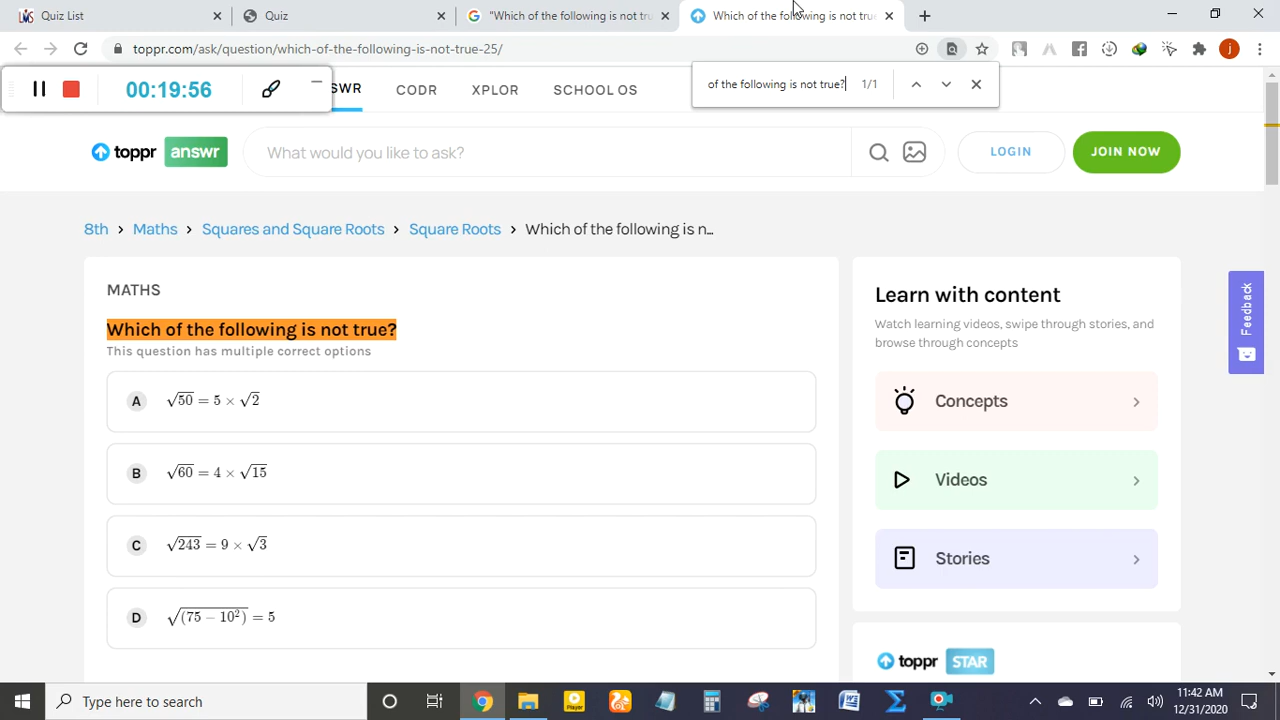 Quiz List
Quiz
"Which of the following is not tru
Which of the following is not tru
toppr.com/ask/question/which-of-the-following-is-not-true-25/
j
00:19:56
SWR
CODR
XPLOR
SCHOOL OS
of the following is not true?
1/1
toppr answr
What would you like to ask?
LOGIN
JOIN NOW
8th > Maths > Squares and Square Roots > Square Roots > Which of the following is n...
MATHS
Which of the following is not true?
This question has multiple correct options
A √50 = 5 × √2
B √60 = 4 × √15
C √243 = 9 × √3
D √(75 − 10²) = 5
Learn with content
Watch learning videos, swipe through stories, and
browse through concepts
Concepts
Videos
Stories
toppr STAR
Feedback
Type here to search
Player
W
11:42 AM
12/31/2020